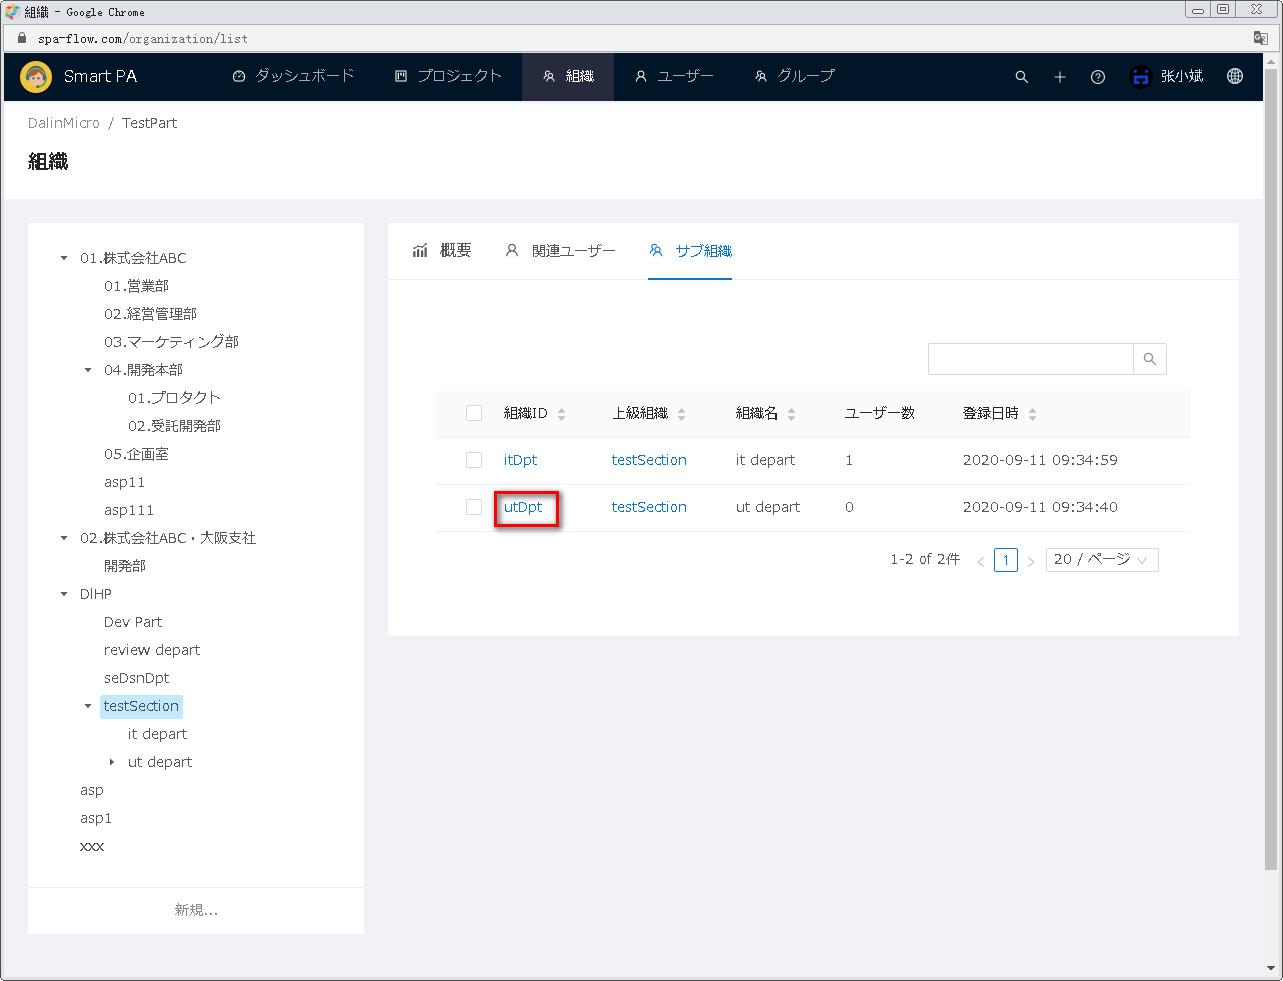 組織 - Google Chrome
spa-flow.com/organization/list
Smart PA ダッシュボード プロジェクト 組織 ユーザー グループ 张小斌
DalinMicro / TestPart
組織
01.株式会社ABC
01.営業部
02.経営管理部
03.マーケティング部
04.開発本部
01.プロタクト
02.受託開発部
05.企画室
asp11
asp111
02.株式会社ABC・大阪支社
開発部
DIHP
Dev Part
review depart
seDsnDpt
testSection
it depart
ut depart
asp
asp1
xxx
新規...
概要 関連ユーザー サブ組織
組織ID 上級組織 組織名 ユーザー数 登録日時
itDpt testSection it depart 1 2020-09-11 09:34:59
utDpt testSection ut depart 0 2020-09-11 09:34:40
1-2 of 2件 < 1 > 20 / ページ